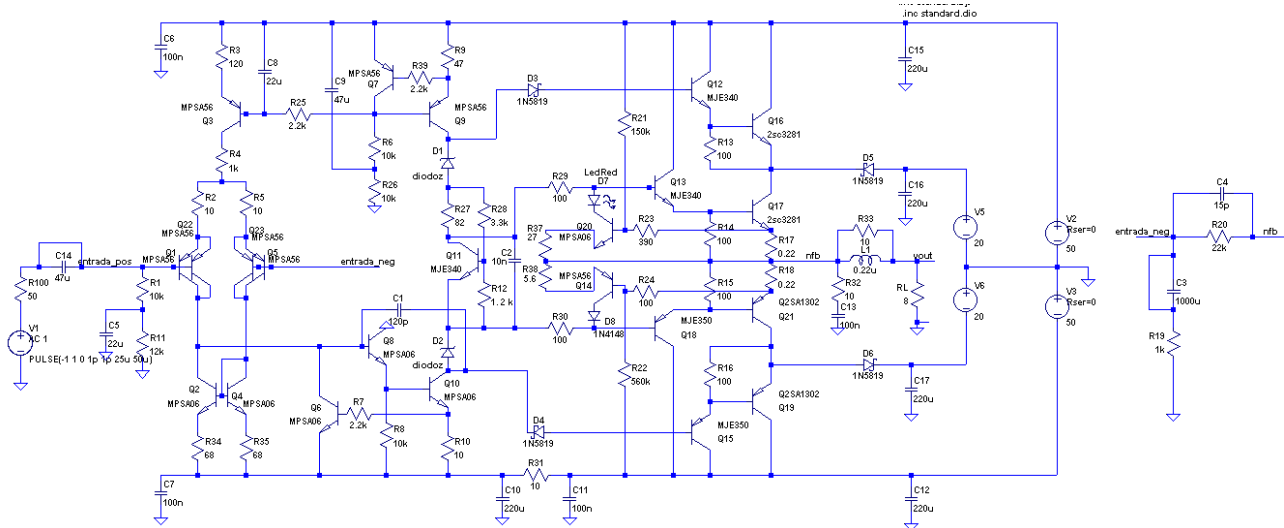 .inc standard.dio
C6
100n
R3
120
C8
22u
C9
47u
MPSA56
Q7
R39
2.2k
R9
47
C15
220u
D3
1N5819
Q12
MJE340
MPSA56
Q3
R25
2.2k
MPSA56
Q9
R21
150k
Q16
2sc3281
R13
100
R4
1k
R6
10k
D1
diodoz
D5
1N5819
C4
15p
R26
10k
LedRed
D7
R29
100
Q13
MJE340
C16
220u
entrada_neg
R20
22k
nfb
R2
10
R5
10
R27
82
R28
3.3k
Q17
2sc3281
V5
20
V2
Rser=0
50
Q22
MPSA56
Q23
MPSA56
Q20
MPSA06
R37
27
R23
390
R14
100
R17
0.22
R33
10
L1
0.22u
nfb
vout
C14
47u
entrada_pos
Q1
MPSA56
Q5
MPSA56
entrada_neg
Q11
MJE340
C2
10n
R38
5.6
MPSA56
Q14
R24
100
R15
100
R18
0.22
R32
10
C13
100n
RL
8
V6
20
V3
Rser=0
50
C3
1000u
R100
50
R1
10k
R12
1.2 k
C1
120p
R30
100
D8
1N4148
MJE350
Q18
Q2SA1302
Q21
V1
AC 1
PULSE(-1 1 0 1p 1p 25u 50u)
C5
22u
R11
12k
Q8
MPSA06
D2
diodoz
D6
1N5819
R19
1k
Q2
MPSA06
Q4
MPSA06
Q6
MPSA06
R7
2.2k
Q10
MPSA06
R22
560k
R16
100
Q2SA1302
Q19
C17
220u
R34
68
R35
68
R8
10k
R10
10
D4
1N5819
MJE350
Q15
C7
100n
R31
10
C10
220u
C11
100n
C12
220u